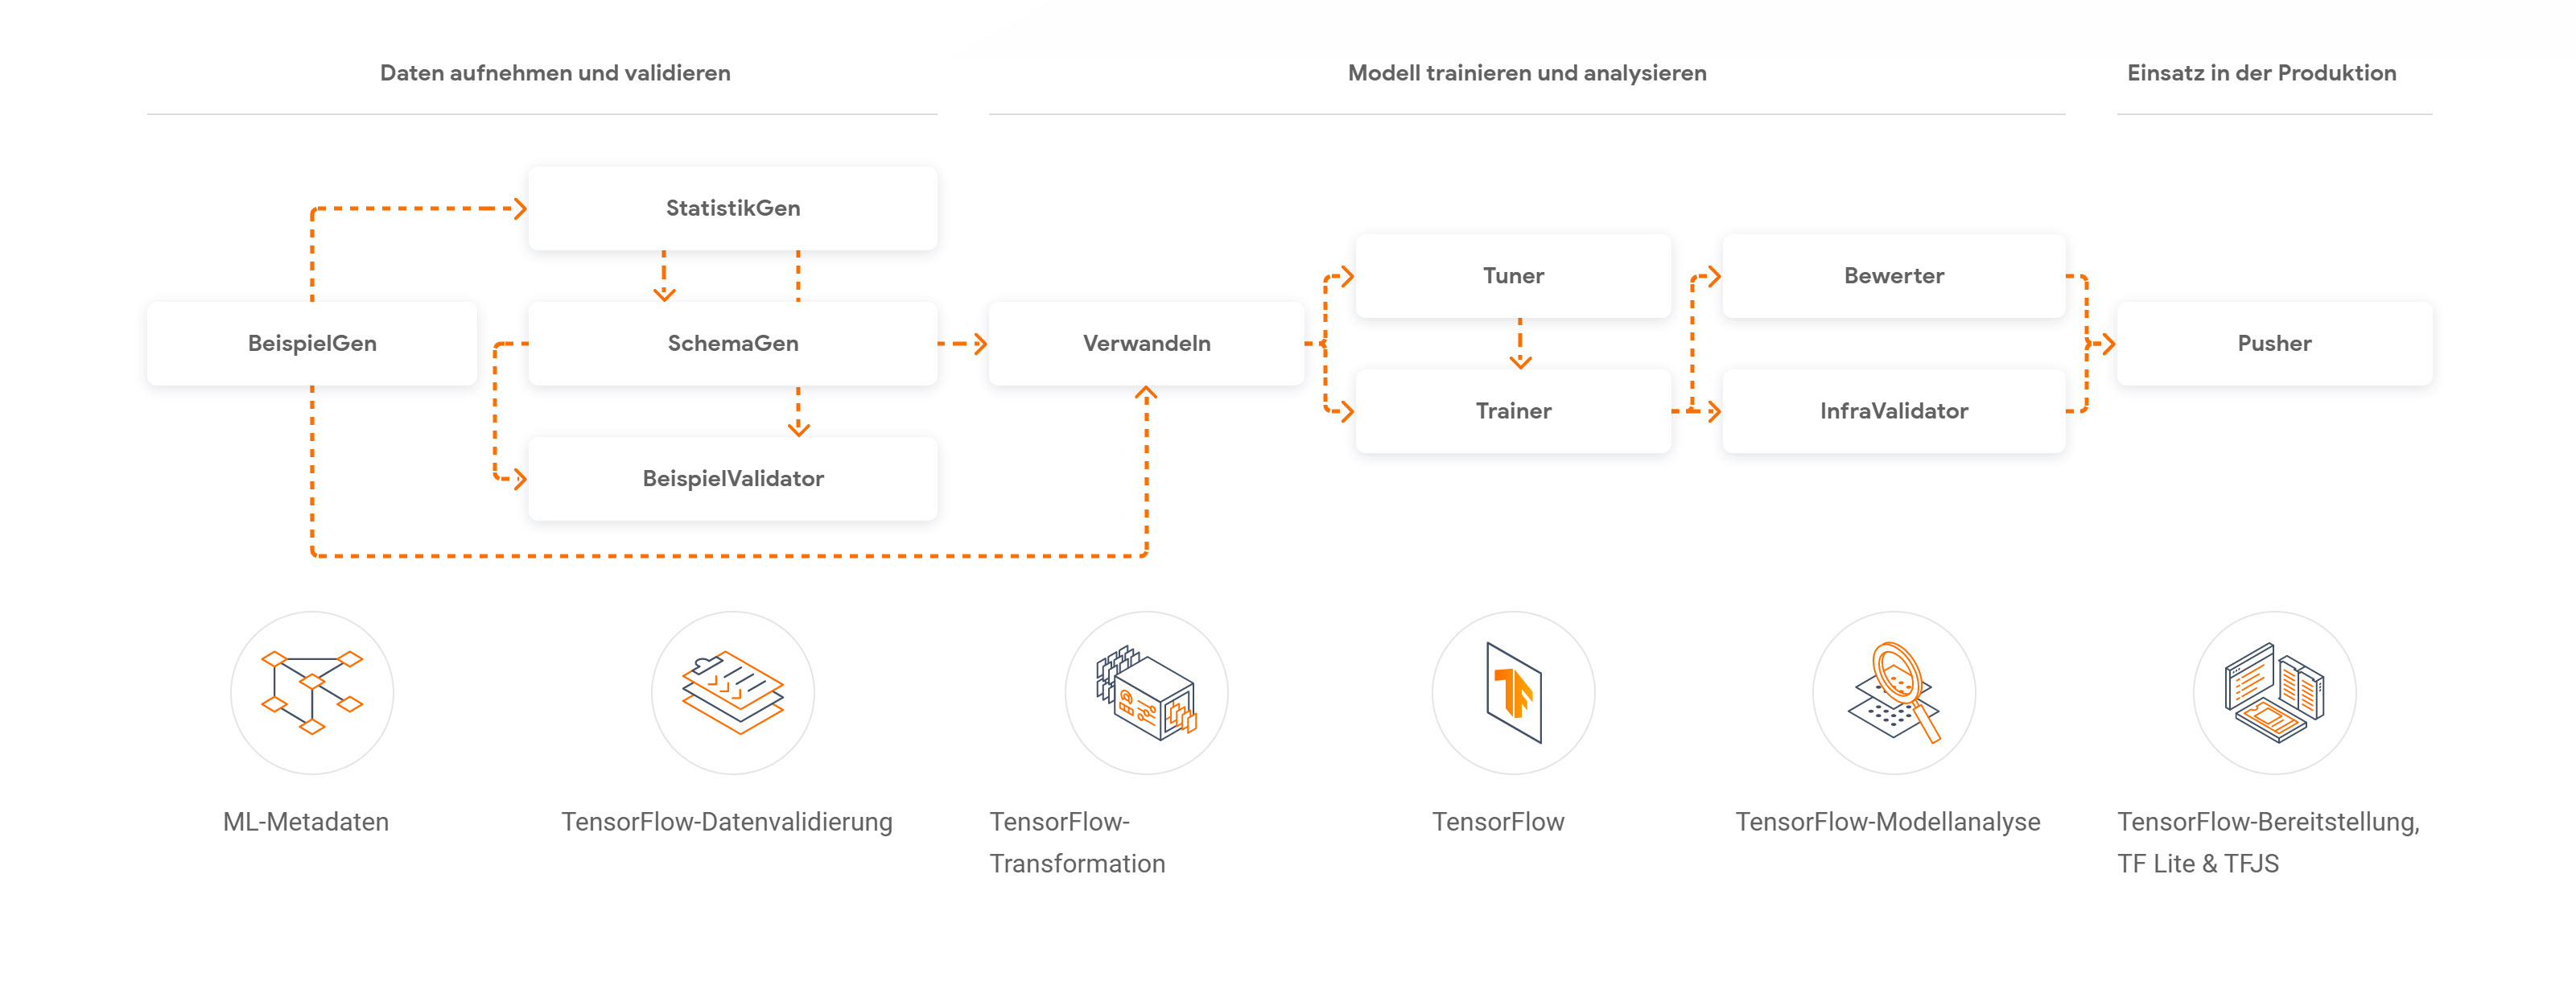 Daten aufnehmen und validieren
Modell trainieren und analysieren
Einsatz in der Produktion
StatistikGen
BeispielGen
SchemaGen
BeispielValidator
Verwandeln
Tuner
Trainer
Bewerter
InfraValidator
Pusher
ML-Metadaten
TensorFlow-Datenvalidierung
TensorFlow-
Transformation
TensorFlow
TensorFlow-Modellanalyse
TensorFlow-Bereitstellung,
TF Lite & TFJS